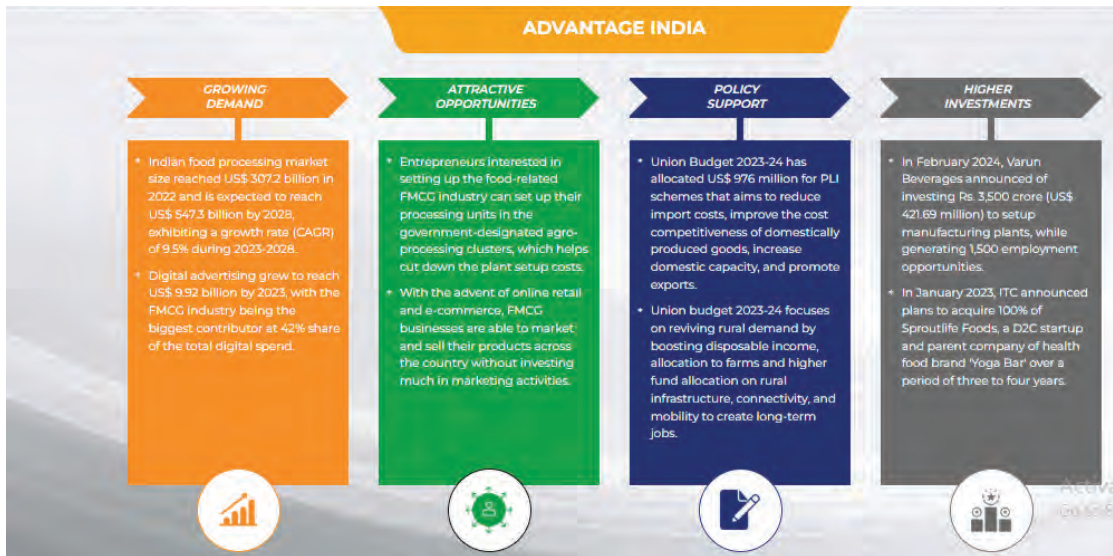 ADVANTAGE INDIA
GROWING
DEMAND
• Indian food processing market
size reached US$ 307.2 billion in
2022 and is expected to reach
US$ 547.3 billion by 2028,
exhibiting a growth rate (CAGR)
of 9.5% during 2023-2028.
• Digital advertising grew to reach
US$ 9.92 billion by 2023, with the
FMCG industry being the
biggest contributor at 42% share
of the total digital spend.
ATTRACTIVE
OPPORTUNITIES
• Entrepreneurs interested in
setting up the food-related
FMCG industry can set up their
processing units in the
government-designated agro-
processing clusters, which helps
cut down the plant setup costs.
• With the advent of online retail
and e-commerce, FMCG
businesses are able to market
and sell their products across
the country without investing
much in marketing activities.
POLICY
SUPPORT
• Union Budget 2023-24 has
allocated US$ 976 million for PLI
schemes that aims to reduce
import costs, improve the cost
competitiveness of domestically
produced goods, increase
domestic capacity, and promote
exports.
• Union budget 2023-24 focuses
on reviving rural demand by
boosting disposable income,
allocation to farms and higher
fund allocation on rural
infrastructure, connectivity, and
mobility to create long-term
jobs.
HIGHER
INVESTMENTS
• In February 2024, Varun
Beverages announced of
investing Rs. 3,500 crore (US$
421.69 million) to setup
manufacturing plants, while
generating 1,500 employment
opportunities.
• In January 2023, ITC announced
plans to acquire 100% of
Sproutlife Foods, a D2C startup
and parent company of health
food brand 'Yoga Bar' over a
period of three to four years.
Activa